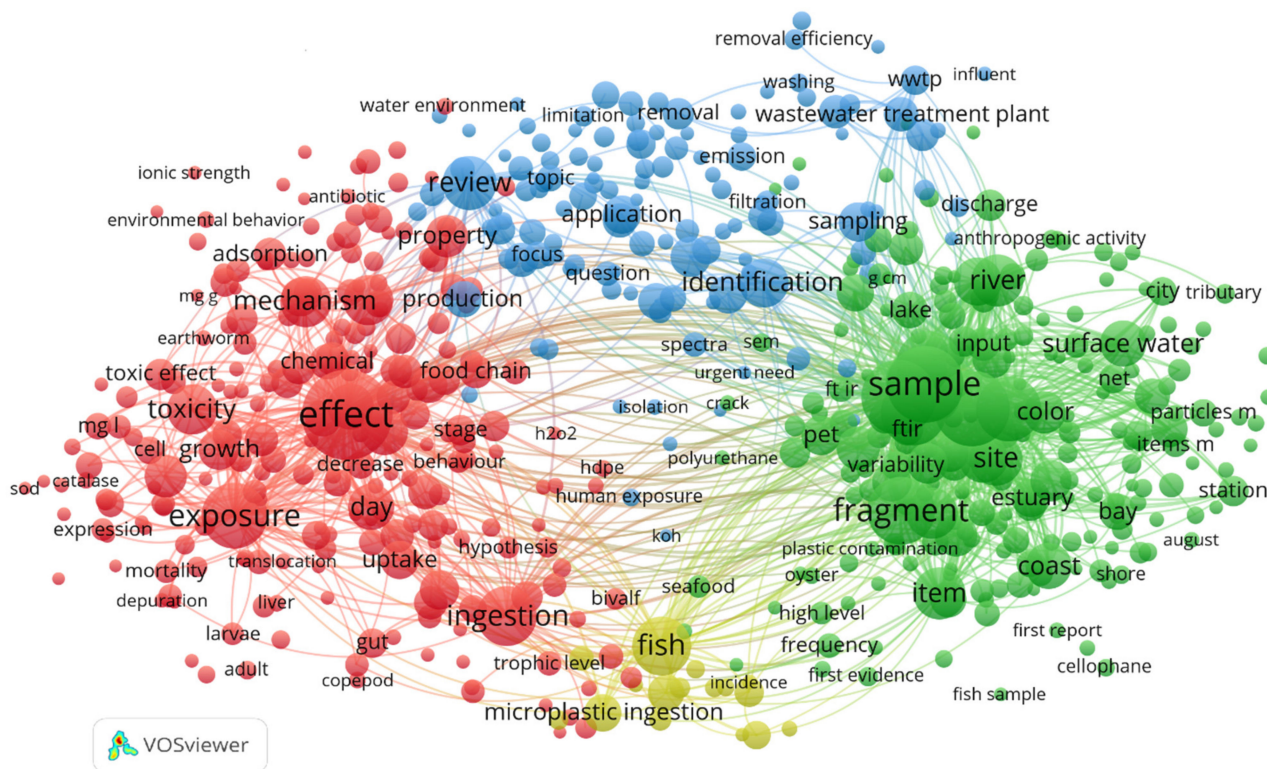 removal efficiency
wwtp
influent
washing
water environment
limitation
removal
wastewater treatment plant
emission
ionic strength
review
topic
antibiotic
filtration
discharge
environmental behavior
application
sampling
property
anthropogenic activity
adsorption
focus
question
identification
g cm
river
mg g
mechanism
production
city
tributary
lake
earthworm
spectra
sem
input
surface water
chemical
food chain
urgent need
net
toxic effect
ft ir
sample
toxicity
effect
isolation
crack
color
particles m
mg l
stage
h2o2
pet
ftir
items m
cell
growth
decrease
behaviour
polyurethane
variability
site
sod
catalase
hdpe
station
human exposure
estuary
exposure
day
fragment
bay
expression
koh
august
hypothesis
plastic contamination
translocation
uptake
mortality
seafood
oyster
coast
shore
depuration
liver
bivalf
item
ingestion
high level
larvae
gut
fish
frequency
first report
adult
trophic level
first evidence
cellophane
copepod
incidence
fish sample
microplastic ingestion
VOSviewer